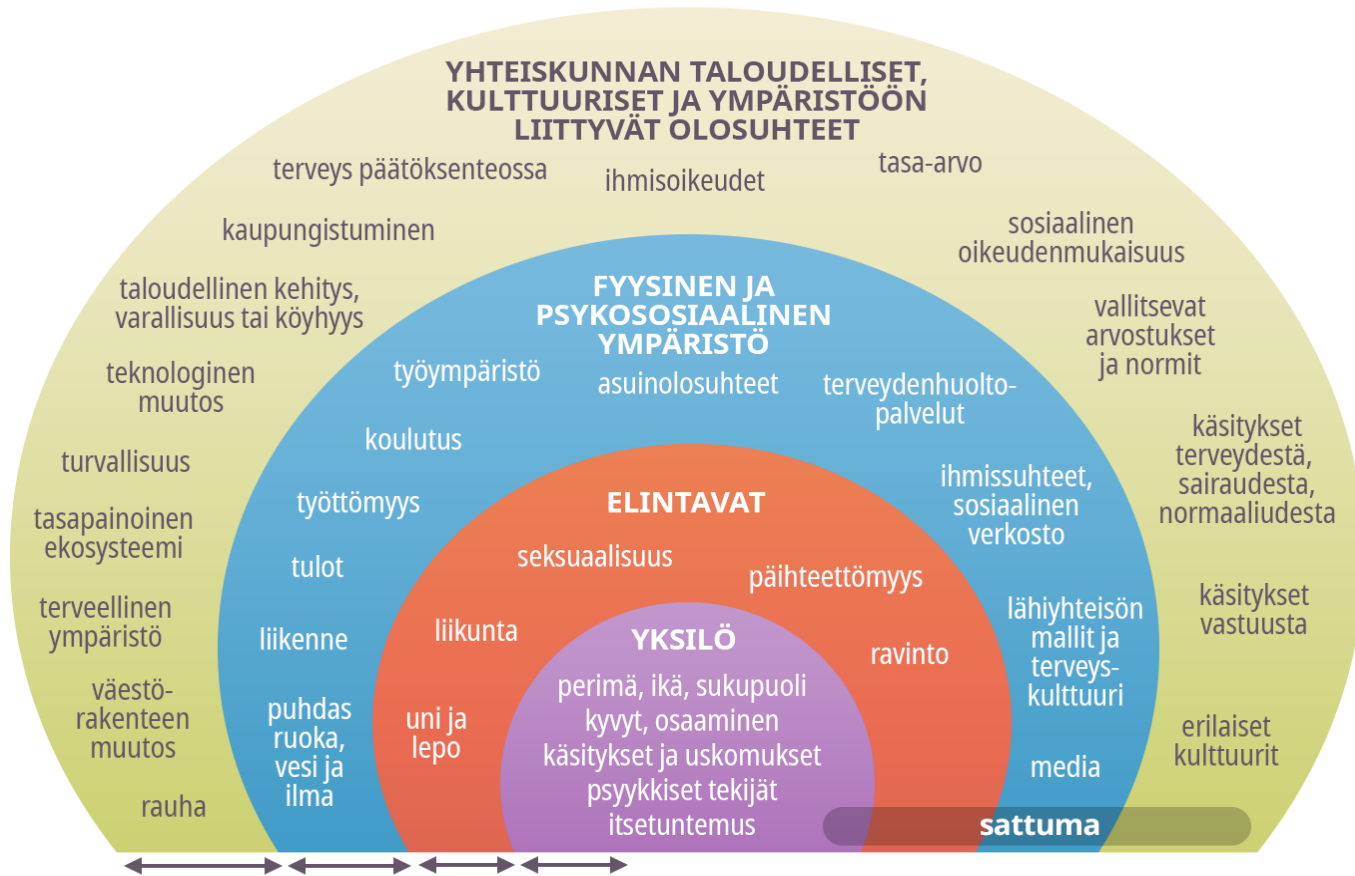 YHTEISKUNNAN TALOUDELLISET,
KULTTUURISET JA YMPÄRISTÖÖN
LIITTYVÄT OLOSUHTEET
terveys päätöksenteossa
ihmisoikeudet
tasa-arvo
kaupungistuminen
sosiaalinen
oikeudenmukaisuus
taloudellinen kehitys,
varallisuus tai köyhyys
vallitsevat
arvostukset
ja normit
teknologinen
muutos
käsitykset
terveydestä,
sairaudesta,
normaaliudesta
turvallisuus
tasapainoinen
ekosysteemi
terveellinen
ympäristö
käsitykset
vastuusta
väestö-
rakenteen
muutos
erilaiset
kulttuurit
rauha
FYYSINEN JA
PSYKOSOSIAALINEN
YMPÄRISTÖ
työympäristö
asuinolosuhteet
terveydenhuolto-
palvelut
koulutus
ihmissuhteet,
sosiaalinen
verkosto
työttömyys
tulot
lähiyhteisön
mallit ja
terveys-
kulttuuri
liikenne
puhdas
ruoka,
vesi ja
ilma
media
ELINTAVAT
seksuaalisuus
päihteettömyys
liikunta
ravinto
uni ja
lepo
YKSILÖ
perimä, ikä, sukupuoli
kyvyt, osaaminen
käsitykset ja uskomukset
psyykkiset tekijät
itsetuntemus
sattuma